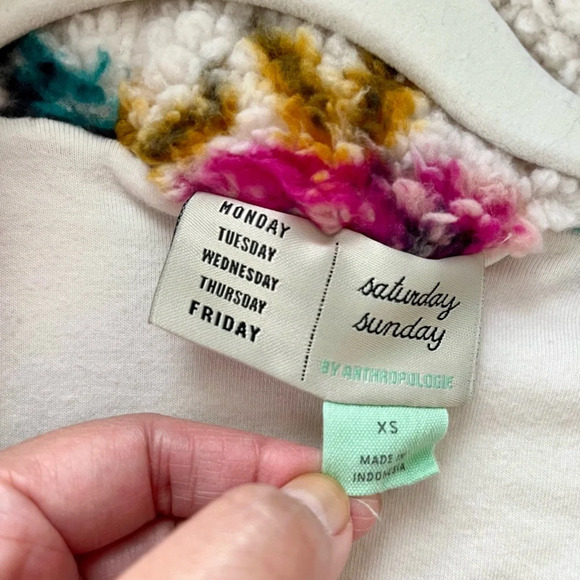 MONDAY
TUESDAY
WEDNESDAY
THURSDAY
FRIDAY
saturday
sunday
BY ANTHROPOLOGIE
XS
MADE IN
INDONESIA